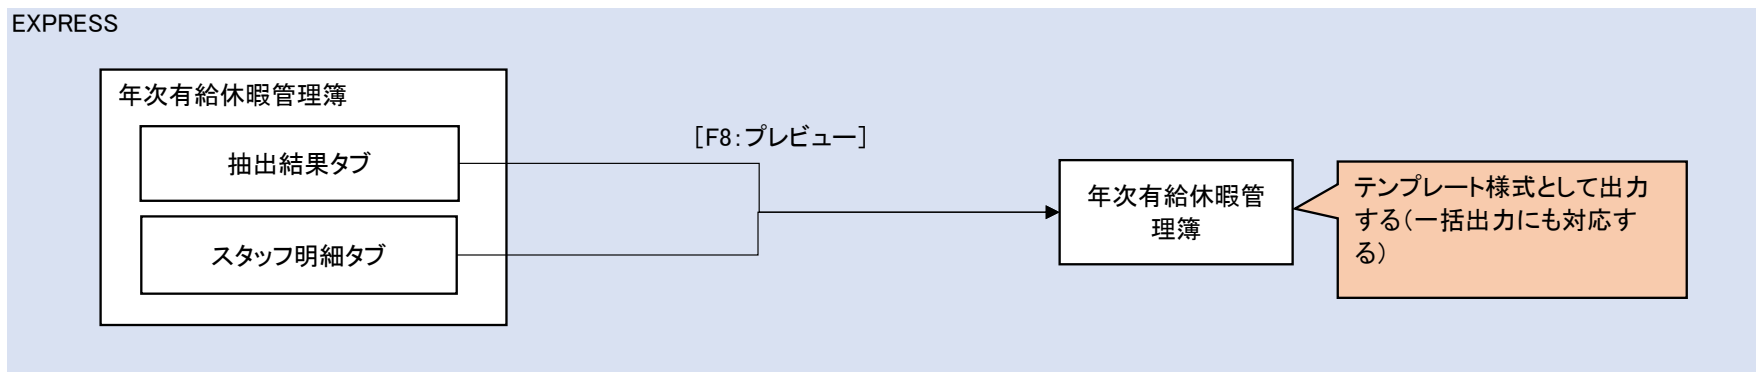 EXPRESS
年次有給休暇管理簿
抽出結果タブ
スタッフ明細タブ
[F8:プレビュー]
年次有給休暇管
理簿
テンプレート様式として出力
する(一括出力にも対応す
る)